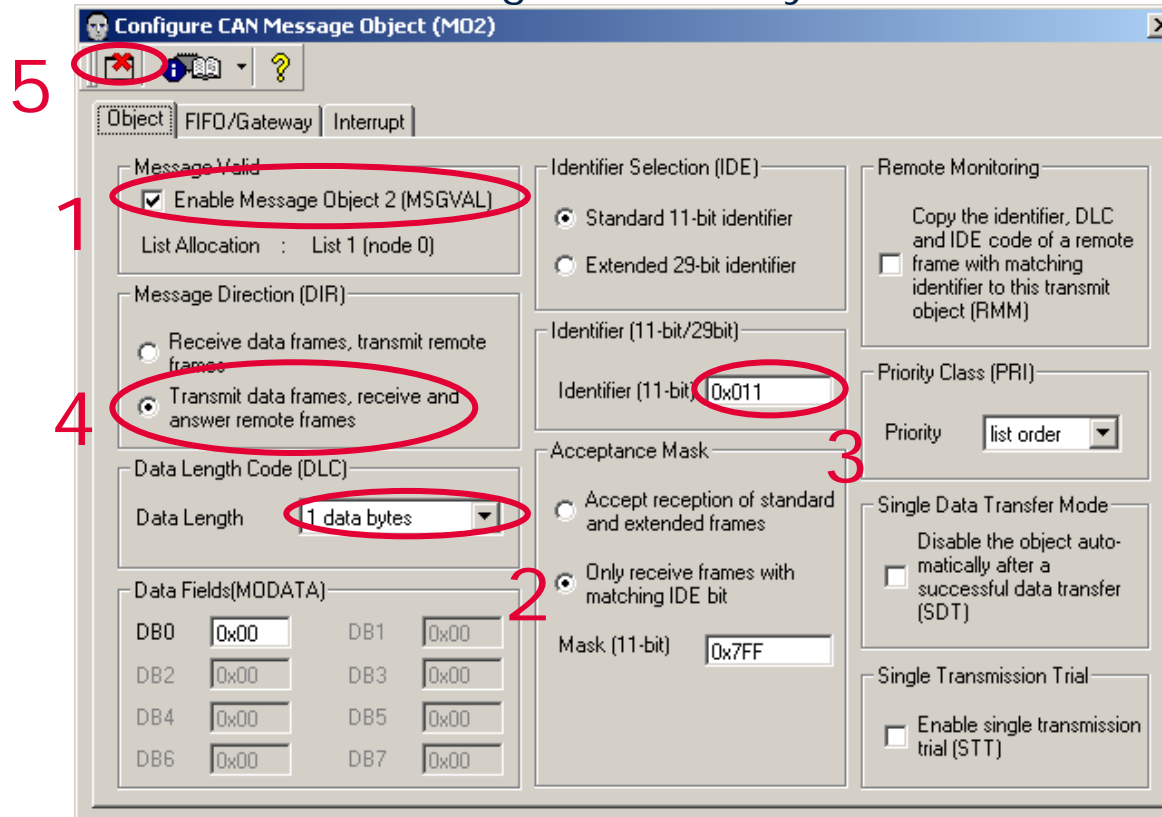 Configure CAN Message Object (MO2)
5
Object
FIFO/Gateway
Interrupt
Message Valid
1
Enable Message Object 2 (MSGVAL)
List Allocation : List 1 (node 0)
Message Direction (DIR)
Receive data frames, transmit remote
frames
4
Transmit data frames, receive and
answer remote frames
Data Length Code (DLC)
Data Length 1 data bytes
2
Data Fields(MODATA)
DB0 0x00 DB1 0x00
DB2 0x00 DB3 0x00
DB4 0x00 DB5 0x00
DB6 0x00 DB7 0x00
Identifier Selection (IDE)
Standard 11-bit identifier
Extended 29-bit identifier
Identifier (11-bit/29bit)
Identifier (11-bit) 0x011
3
Acceptance Mask
Accept reception of standard
and extended frames
Only receive frames with
matching IDE bit
Mask (11-bit) 0x7FF
Remote Monitoring
Copy the identifier, DLC
and IDE code of a remote
frame with matching
identifier to this transmit
object (RMM)
Priority Class (PRI)
Priority list order
Single Data Transfer Mode
Disable the object auto-
matically after a
successful data transfer
(SDT)
Single Transmission Trial
Enable single transmission
trial (STT)